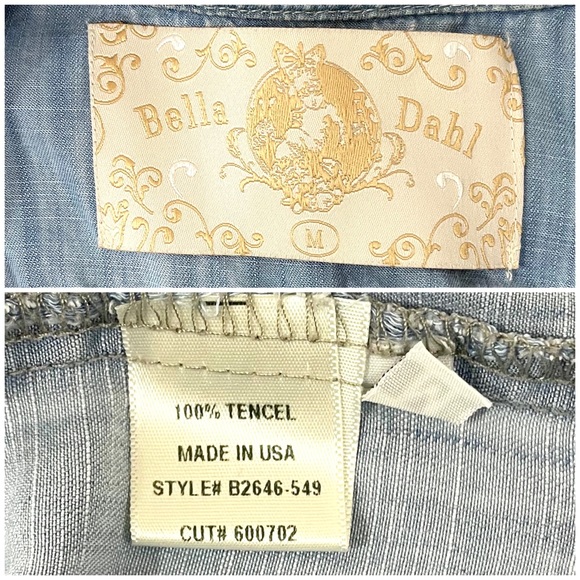 Bella Dahl
M
100% TENCEL
MADE IN USA
STYLE# B2646-549
CUT# 600702